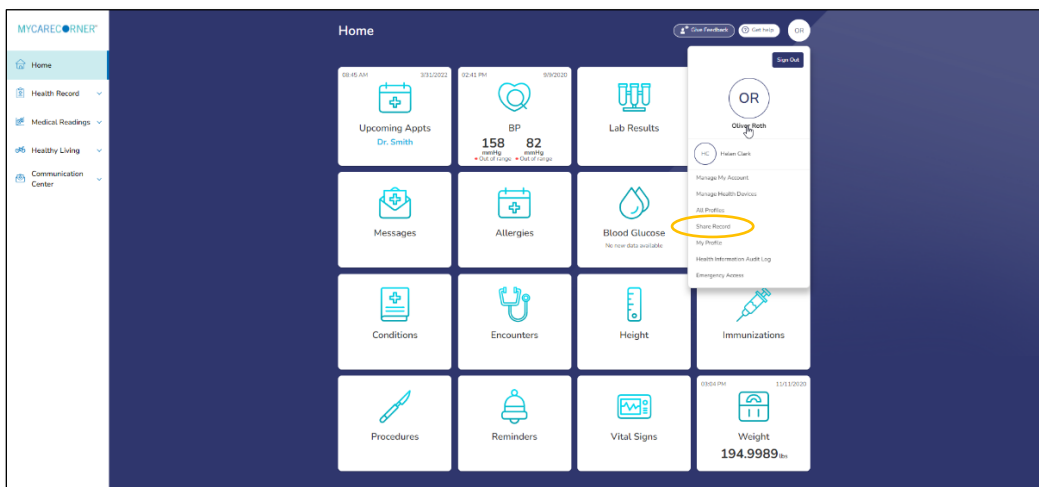 MYCARECORNER
Home
Health Record
Medical Readings
Healthy Living
Communication
Center
Home
Give Feedback
Get help
OR
09:45 AM 3/31/2022
Upcoming Appts
Dr. Smith
02:41 PM 9/9/2020
BP
158 82
mmHg mmHg
Out of range Out of range
Lab Results
Sign Out
OR
Oliver Roth
HC Helen Clark
Manage My Account
Manage Health Devices
All Profiles
Share Record
My Profile
Health Information Audit Log
Emergency Access
Messages
Allergies
Blood Glucose
No new data available
Conditions
Encounters
Height
Immunizations
Procedures
Reminders
Vital Signs
03:04 PM 11/11/2020
Weight
194.9989 lbs